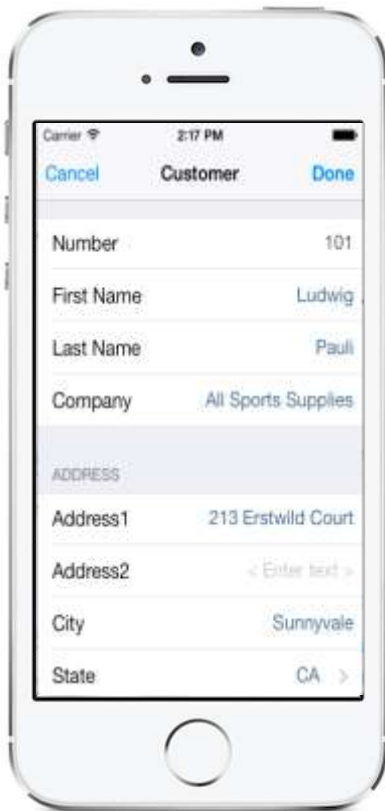 Carrier 2:17 PM
Cancel Customer Done
Number 101
First Name Ludwig
Last Name Pauli
Company All Sports Supplies
ADDRESS
Address1 213 Erstwild Court
Address2 < Enter text >
City Sunnyvale
State CA >